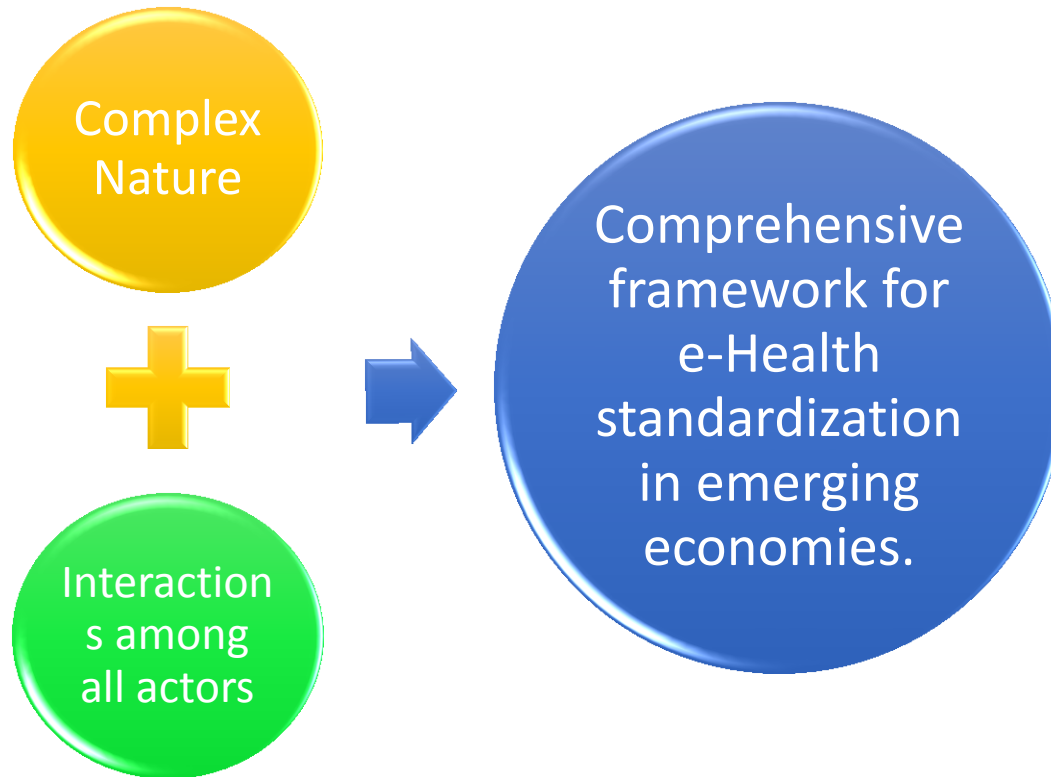 Complex
Nature
Interaction
s among
all actors
Comprehensive
framework for
e-Health
standardization
in emerging
economies.